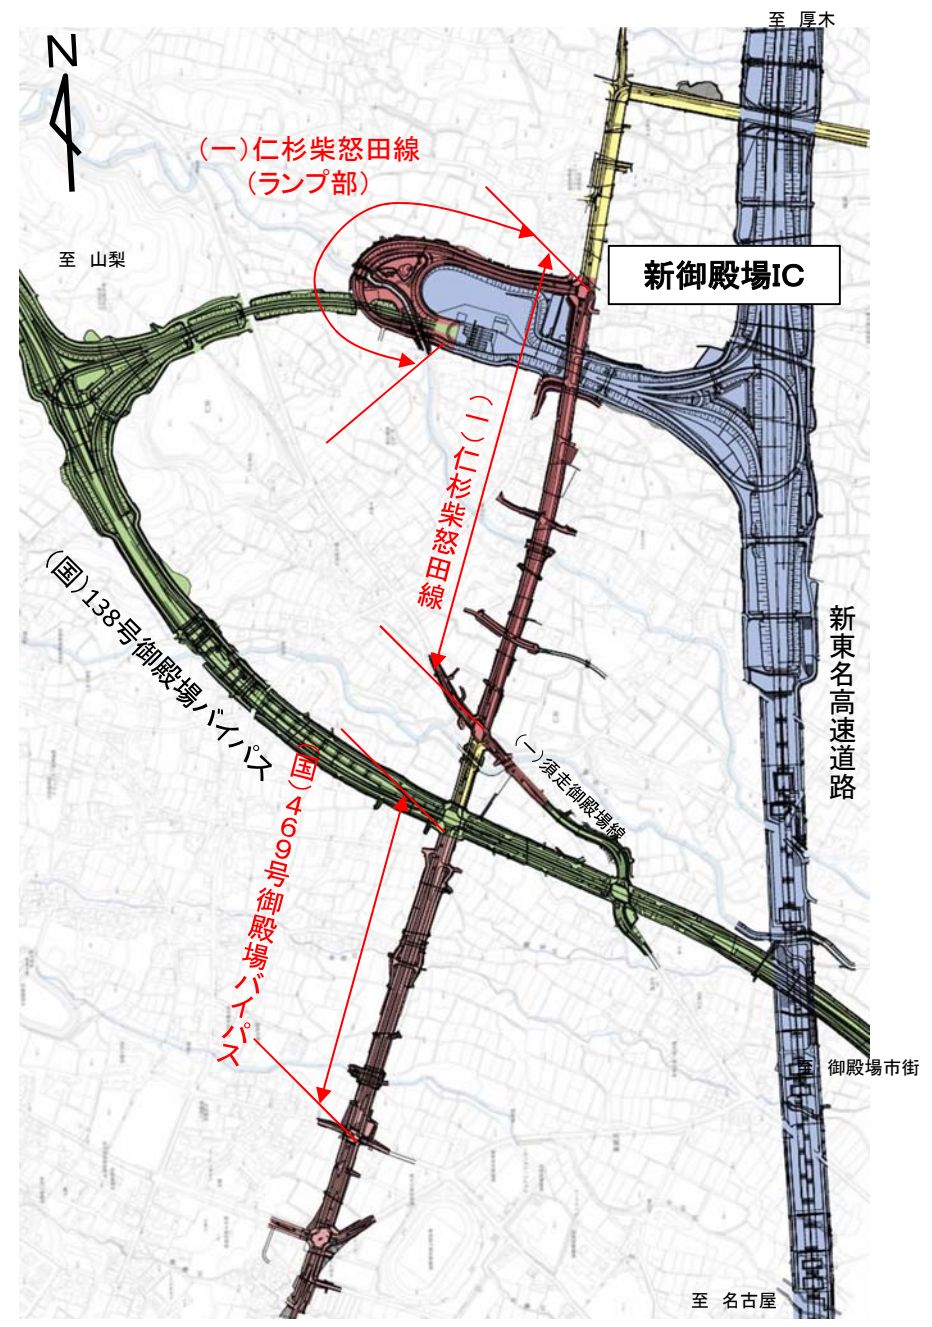 至 厚木
N
(一)仁杉柴怒田線
(ランプ部)
至 山梨
新御殿場IC
(一)仁杉柴怒田線
(国)138号御殿場バイパス
新東名高速道路
(一)須走御殿場線
(国)469号御殿場バイパス
至 御殿場市街
至 名古屋